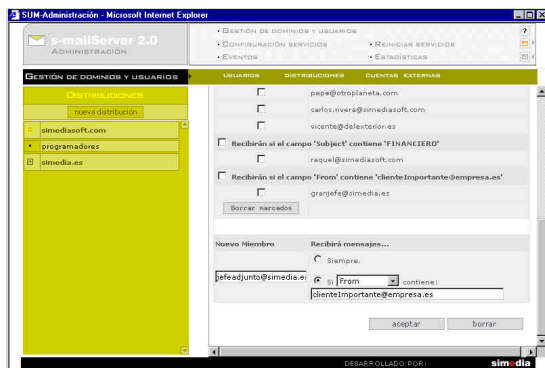 SUM-Administración - Microsoft Internet Explorer
s-mailServer 2.0
ADMINISTRACIÓN
• GESTIÓN DE DOMINIOS Y USUARIOS
• CONFIGURACIÓN SERVICIOS
• REINICIAR SERVICIOS
• EVENTOS
• ESTADÍSTICAS
?
GESTIÓN DE DOMINIOS Y USUARIOS
USUARIOS DISTRIBUCIONES CUENTAS EXTERNAS
DISTRIBUCIONES
nueva distribución
simediasoft.com
programadores
simedia.es
pepe@otroplaneta.com
carlos.rivera@simediasoft.com
vicente@delexterior.es
Recibirán si el campo 'Subject' contiene 'FINANCIERO'
raquel@simediasoft.com
Recibirán si el campo 'From' contiene 'clienteImportante@empresa.es'
granjefe@simedia.es
Borrar marcados
Nuevo Miembro
Recibirá mensajes...
Siempre.
jefeadjunto@simedia.es
Si From contiene:
clienteImportante@empresa.es
aceptar
borrar
DESARROLLADO POR:
simedia